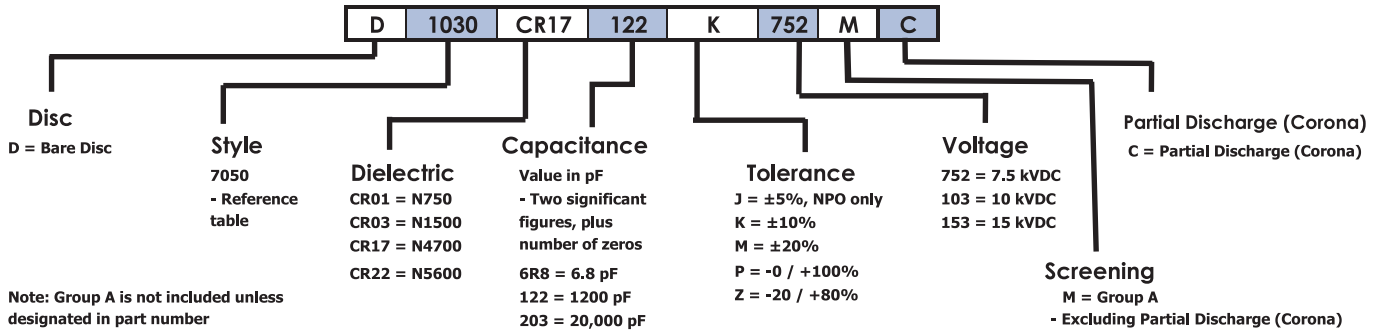 D 1030 CR17 122 K 752 M C
Disc
D = Bare Disc
Style
7050
- Reference
table
Dielectric
CR01 = N750
CR03 = N1500
CR17 = N4700
CR22 = N5600
Capacitance
Value in pF
- Two significant
figures, plus
number of zeros
6R8 = 6.8 pF
122 = 1200 pF
203 = 20,000 pF
Tolerance
J = ±5%, NPO only
K = ±10%
M = ±20%
P = -0 / +100%
Z = -20 / +80%
Voltage
752 = 7.5 kVDC
103 = 10 kVDC
153 = 15 kVDC
Partial Discharge (Corona)
C = Partial Discharge (Corona)
Screening
M = Group A
- Excluding Partial Discharge (Corona)
Note: Group A is not included unless
designated in part number